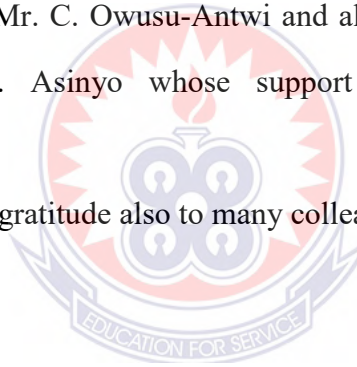 Mr. C. Owusu-Antwi and al
. Asinyo whose support
gratitude also to many collea
EDUCATION FOR SERVICE